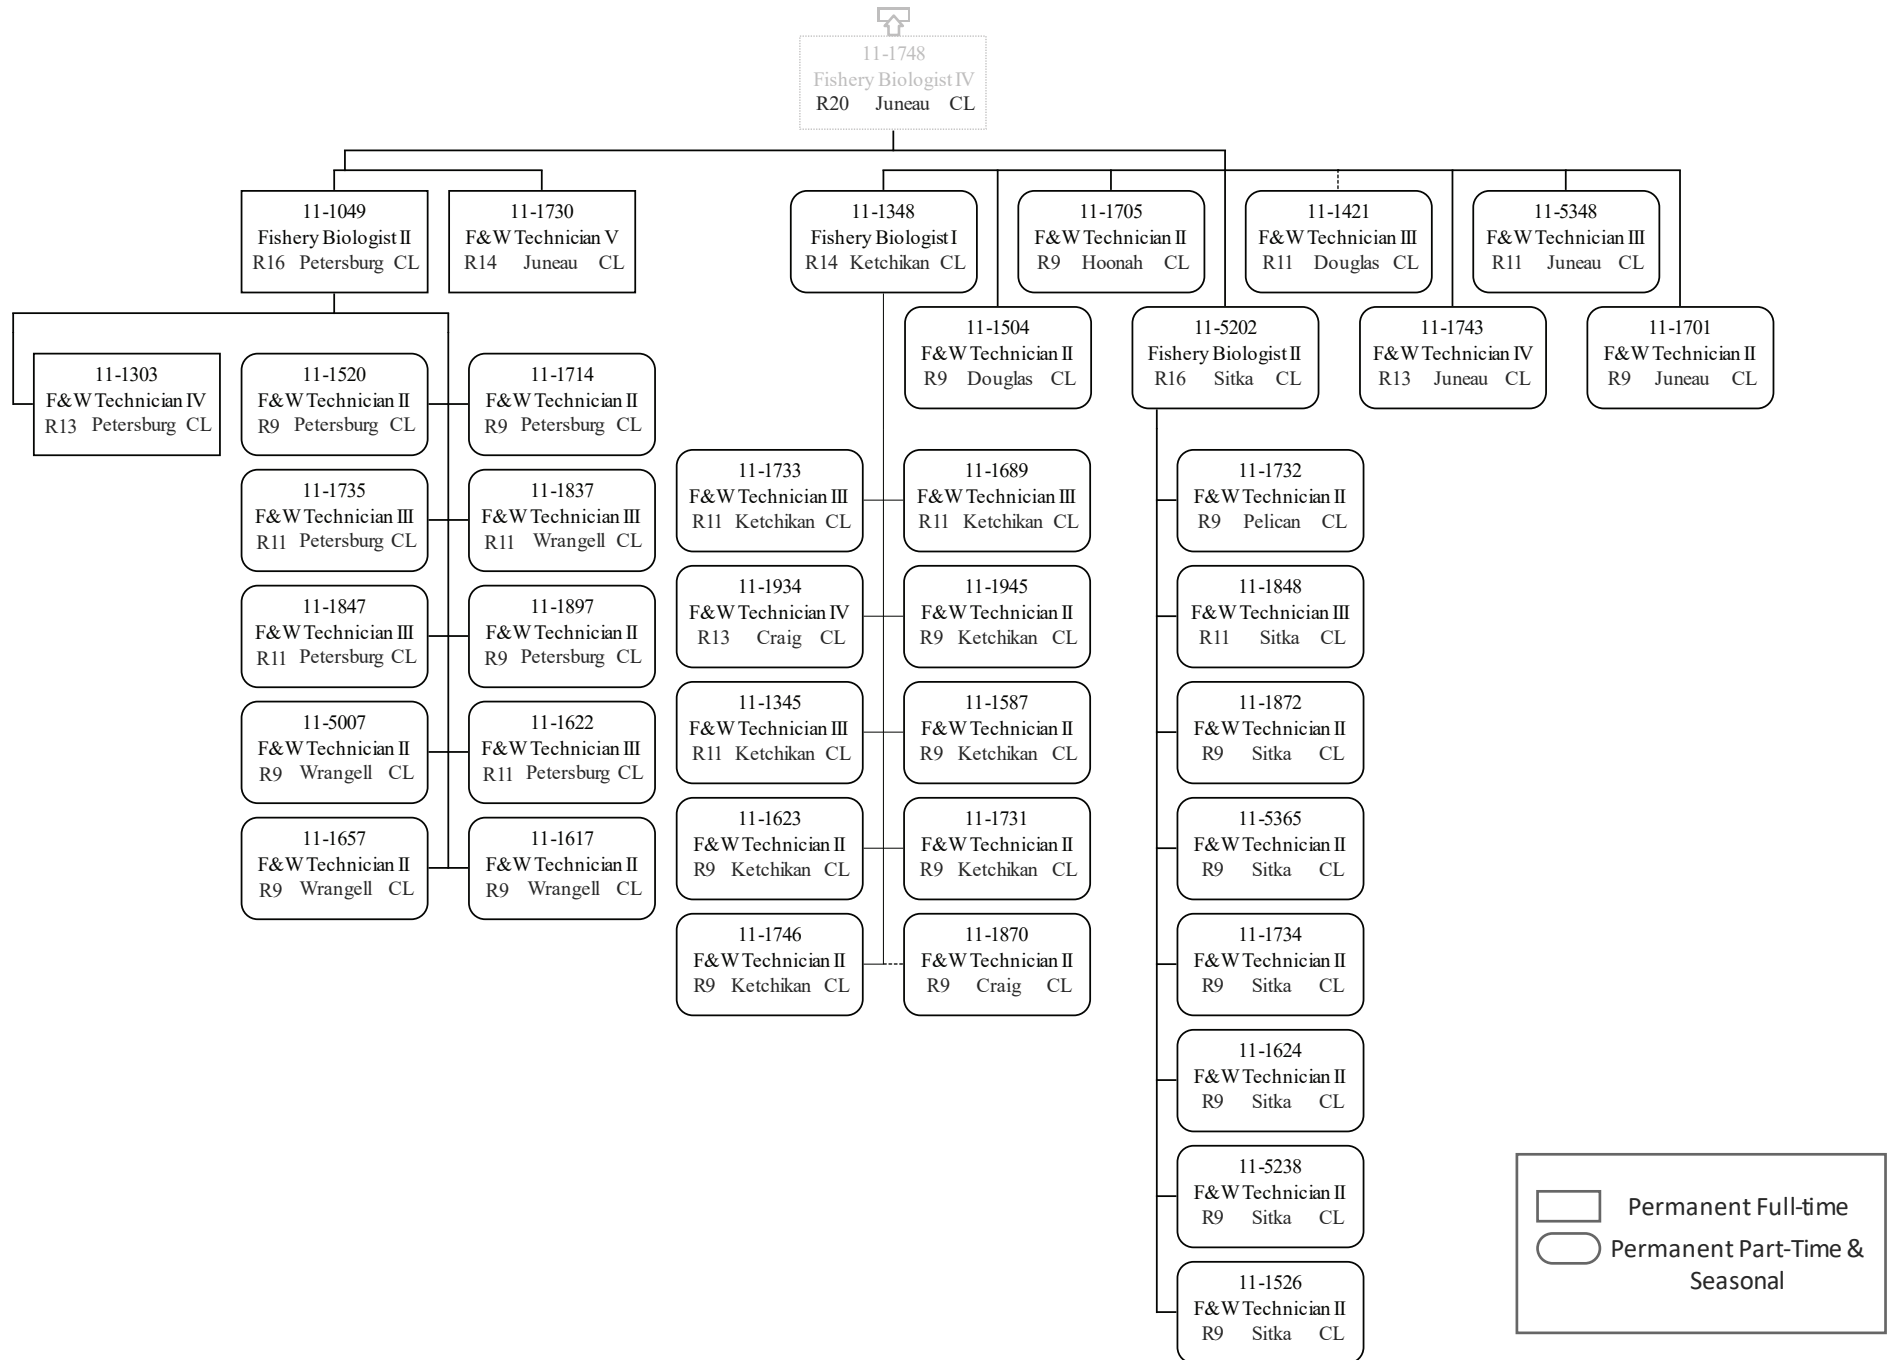 11-1748
Fishery Biologist IV
R20 Juneau CL
11-1049
Fishery Biologist II
R16 Petersburg CL
11-1730
F&W Technician V
R14 Juneau CL
11-1348
Fishery Biologist I
R14 Ketchikan CL
11-1705
F&W Technician II
R9 Hoonah CL
11-1421
F&W Technician III
R11 Douglas CL
11-5348
F&W Technician III
R11 Juneau CL
11-1504
F&W Technician II
R9 Douglas CL
11-5202
Fishery Biologist II
R16 Sitka CL
11-1743
F&W Technician IV
R13 Juneau CL
11-1701
F&W Technician II
R9 Juneau CL
11-1303
F&W Technician IV
R13 Petersburg CL
11-1520
F&W Technician II
R9 Petersburg CL
11-1714
F&W Technician II
R9 Petersburg CL
11-1735
F&W Technician III
R11 Petersburg CL
11-1837
F&W Technician III
R11 Wrangell CL
11-1847
F&W Technician III
R11 Petersburg CL
11-1897
F&W Technician II
R9 Petersburg CL
11-5007
F&W Technician II
R9 Wrangell CL
11-1622
F&W Technician III
R11 Petersburg CL
11-1657
F&W Technician II
R9 Wrangell CL
11-1617
F&W Technician II
R9 Wrangell CL
11-1733
F&W Technician III
R11 Ketchikan CL
11-1689
F&W Technician III
R11 Ketchikan CL
11-1934
F&W Technician IV
R13 Craig CL
11-1945
F&W Technician II
R9 Ketchikan CL
11-1345
F&W Technician III
R11 Ketchikan CL
11-1587
F&W Technician II
R9 Ketchikan CL
11-1623
F&W Technician II
R9 Ketchikan CL
11-1731
F&W Technician II
R9 Ketchikan CL
11-1746
F&W Technician II
R9 Ketchikan CL
11-1870
F&W Technician II
R9 Craig CL
11-1732
F&W Technician II
R9 Pelican CL
11-1848
F&W Technician III
R11 Sitka CL
11-1872
F&W Technician II
R9 Sitka CL
11-5365
F&W Technician II
R9 Sitka CL
11-1734
F&W Technician II
R9 Sitka CL
11-1624
F&W Technician II
R9 Sitka CL
11-5238
F&W Technician II
R9 Sitka CL
11-1526
F&W Technician II
R9 Sitka CL
Permanent Full-time
Permanent Part-Time &
Seasonal